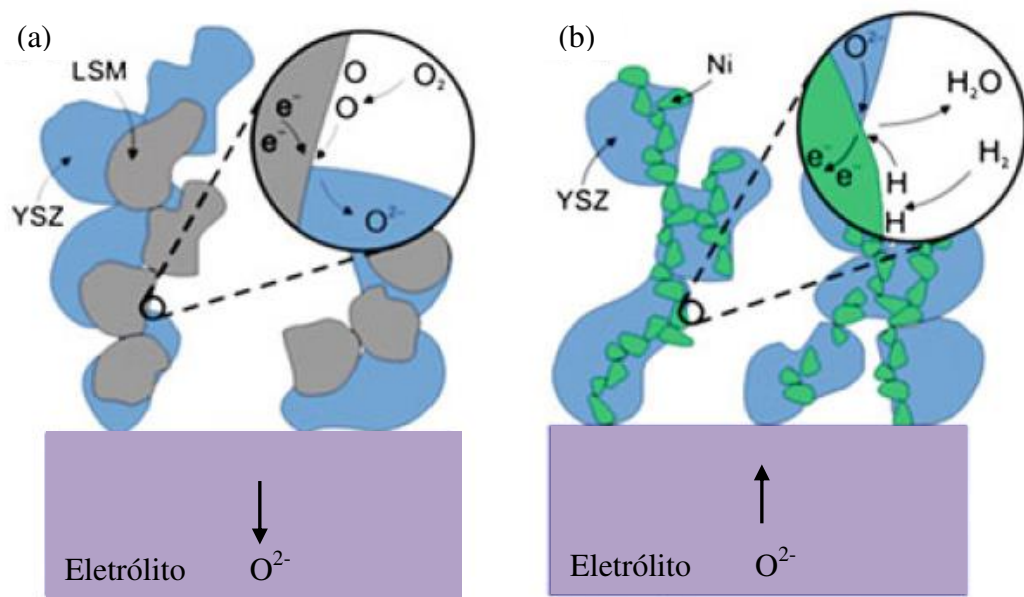 (a)
LSM
YSZ
O
O
O₂
e⁻
e⁻
O²⁻
Eletrólito O²⁻
(b)
Ni
YSZ
O²⁻
H₂O
e⁻
e⁻
H
H₂
H
Eletrólito O²⁻